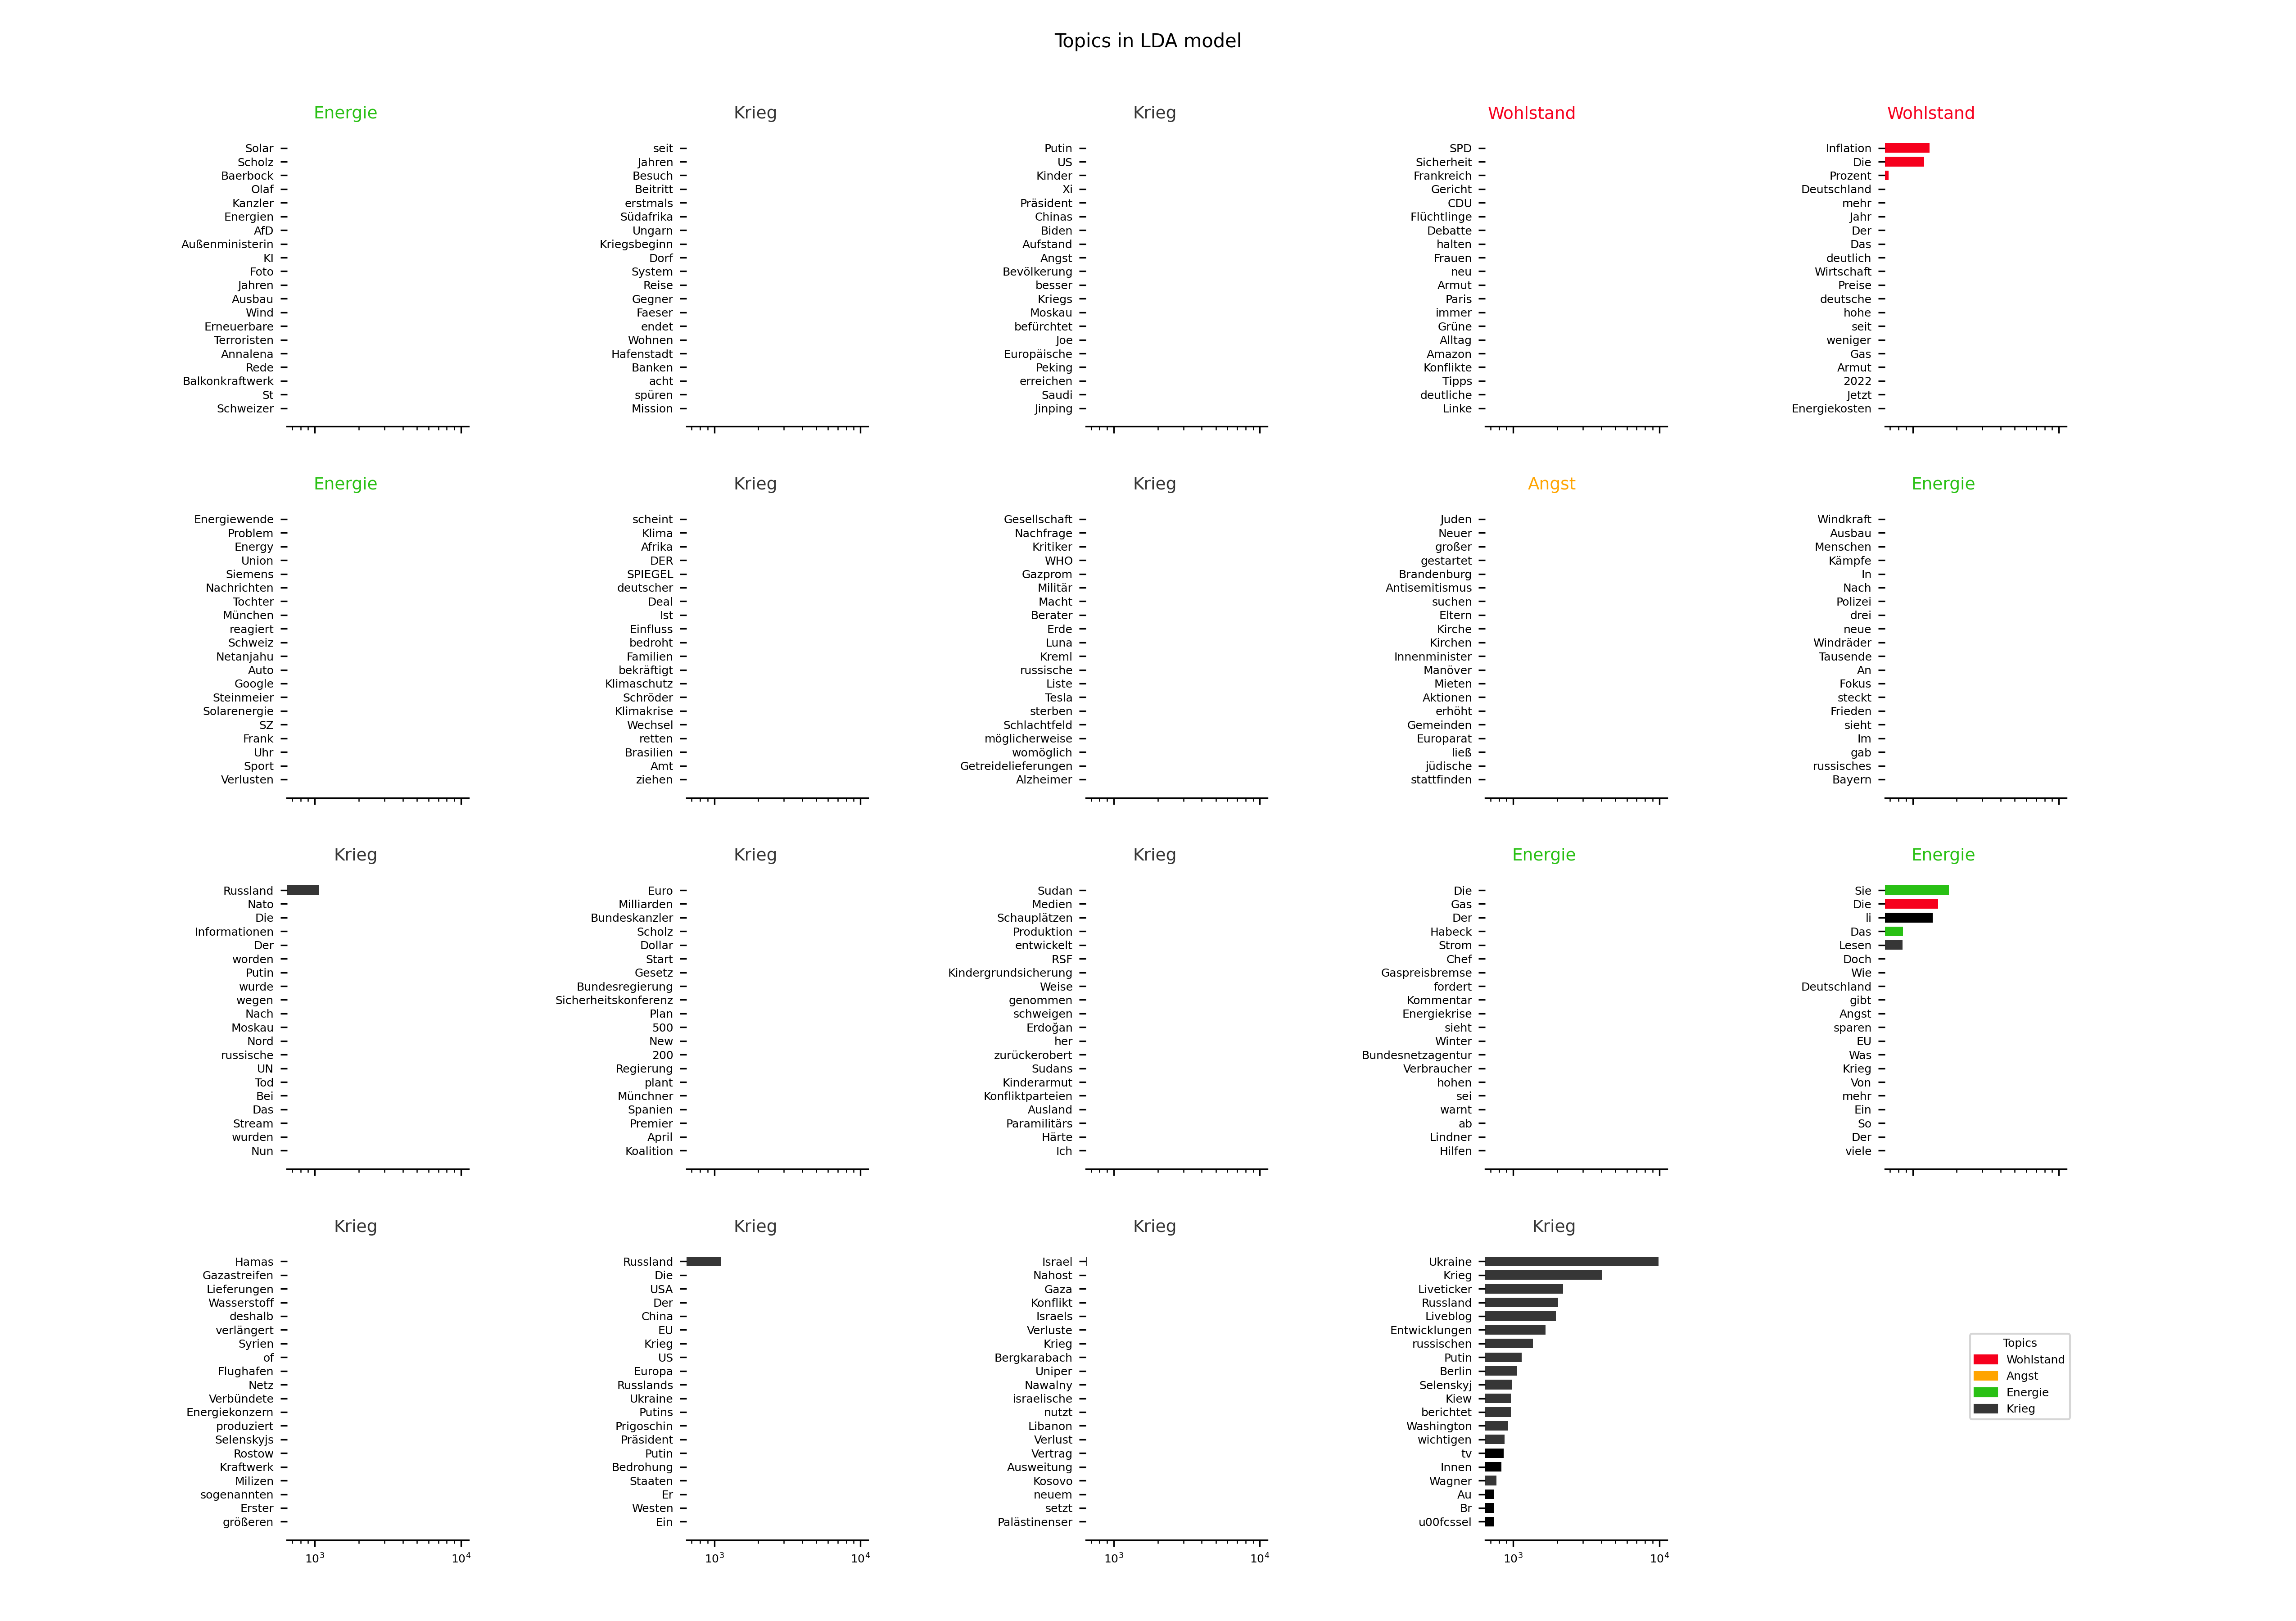 Topics in LDA model
Energie
Solar
Scholz
Baerbock
Olaf
Kanzler
Energien
AfD
Außenministerin
KI
Foto
Jahren
Ausbau
Wind
Erneuerbare
Terroristen
Annalena
Rede
Balkonkraftwerk
St
Schweizer
Krieg
seit
Jahren
Besuch
Beitritt
erstmals
Südafrika
Ungarn
Kriegsbeginn
Dorf
System
Reise
Gegner
Faeser
endet
Wohnen
Hafenstadt
Banken
acht
spüren
Mission
Krieg
Putin
US
Kinder
Xi
Präsident
Chinas
Biden
Aufstand
Angst
Bevölkerung
besser
Kriegs
Moskau
befürchtet
Joe
Europäische
Peking
erreichen
Saudi
Jinping
Wohlstand
SPD
Sicherheit
Frankreich
Gericht
CDU
Flüchtlinge
Debatte
halten
Frauen
neu
Armut
Paris
immer
Grüne
Alltag
Amazon
Konflikte
Tipps
deutliche
Linke
Wohlstand
Inflation
Die
Prozent
Deutschland
mehr
Jahr
Der
Das
deutlich
Wirtschaft
Preise
deutsche
hohe
seit
weniger
Gas
Armut
2022
Jetzt
Energiekosten
Energie
Energiewende
Problem
Energy
Union
Siemens
Nachrichten
Tochter
München
reagiert
Schweiz
Netanjahu
Auto
Google
Steinmeier
Solarenergie
SZ
Frank
Uhr
Sport
Verlusten
Krieg
scheint
Klima
Afrika
DER
SPIEGEL
deutscher
Deal
Ist
Einfluss
bedroht
Familien
bekräftigt
Klimaschutz
Schröder
Klimakrise
Wechsel
retten
Brasilien
Amt
ziehen
Krieg
Gesellschaft
Nachfrage
Kritiker
WHO
Gazprom
Militär
Macht
Berater
Erde
Luna
Kreml
russische
Liste
Tesla
sterben
Schlachtfeld
möglicherweise
womöglich
Getreidelieferungen
Alzheimer
Angst
Juden
Neuer
großer
gestartet
Brandenburg
Antisemitismus
suchen
Eltern
Kirche
Kirchen
Innenminister
Manöver
Mieten
Aktionen
erhöht
Gemeinden
Europarat
ließ
jüdische
stattfinden
Energie
Windkraft
Ausbau
Menschen
Kämpfe
In
Nach
Polizei
drei
neue
Windräder
Tausende
An
Fokus
steckt
Frieden
sieht
Im
gab
russisches
Bayern
Krieg
Russland
Nato
Die
Informationen
Der
worden
Putin
wurde
wegen
Nach
Moskau
Nord
russische
UN
Tod
Bei
Das
Stream
wurden
Nun
Krieg
Euro
Milliarden
Bundeskanzler
Scholz
Dollar
Start
Gesetz
Bundesregierung
Sicherheitskonferenz
Plan
500
New
200
Regierung
plant
Münchner
Spanien
Premier
April
Koalition
Krieg
Sudan
Medien
Schauplätzen
Produktion
entwickelt
RSF
Kindergrundsicherung
Weise
genommen
schweigen
Erdoğan
her
zurückerobert
Sudans
Kinderarmut
Konfliktparteien
Ausland
Paramilitärs
Härte
Ich
Energie
Die
Gas
Der
Habeck
Strom
Chef
Gaspreisbremse
fordert
Kommentar
Energiekrise
sieht
Winter
Bundesnetzagentur
Verbraucher
hohen
sei
warnt
ab
Lindner
Hilfen
Energie
Sie
Die
li
Das
Lesen
Doch
Wie
Deutschland
gibt
Angst
sparen
EU
Was
Krieg
Von
mehr
Ein
So
Der
viele
Krieg
Hamas
Gazastreifen
Lieferungen
Wasserstoff
deshalb
verlängert
Syrien
of
Flughafen
Netz
Verbündete
Energiekonzern
produziert
Selenskyjs
Rostow
Kraftwerk
Milizen
sogenannten
Erster
größeren
10³
10⁴
Krieg
Russland
Die
USA
Der
China
EU
Krieg
US
Europa
Russlands
Ukraine
Putins
Prigoschin
Präsident
Putin
Bedrohung
Staaten
Er
Westen
Ein
10³
10⁴
Krieg
Israel
Nahost
Gaza
Konflikt
Israels
Verluste
Krieg
Bergkarabach
Uniper
Nawalny
israelische
nutzt
Libanon
Verlust
Vertrag
Ausweitung
Kosovo
neuem
setzt
Palästinenser
10³
10⁴
Krieg
Ukraine
Krieg
Liveticker
Russland
Liveblog
Entwicklungen
russischen
Putin
Berlin
Selenskyj
Kiew
berichtet
Washington
wichtigen
tv
Innen
Wagner
Au
Br
u00fcssel
10³
10⁴
Topics
Wohlstand
Angst
Energie
Krieg